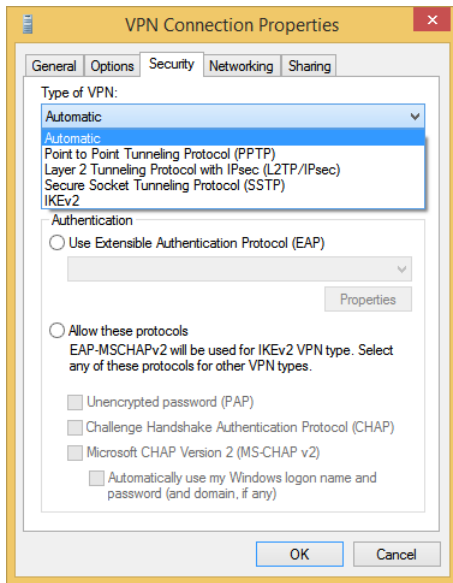 VPN Connection Properties
General Options Security Networking Sharing
Type of VPN:
Automatic
Automatic
Point to Point Tunneling Protocol (PPTP)
Layer 2 Tunneling Protocol with IPsec (L2TP/IPsec)
Secure Socket Tunneling Protocol (SSTP)
IKEv2
Authentication
Use Extensible Authentication Protocol (EAP)
Properties
Allow these protocols
EAP-MSCHAPv2 will be used for IKEv2 VPN type. Select
any of these protocols for other VPN types.
Unencrypted password (PAP)
Challenge Handshake Authentication Protocol (CHAP)
Microsoft CHAP Version 2 (MS-CHAP v2)
Automatically use my Windows logon name and
password (and domain, if any)
OK Cancel